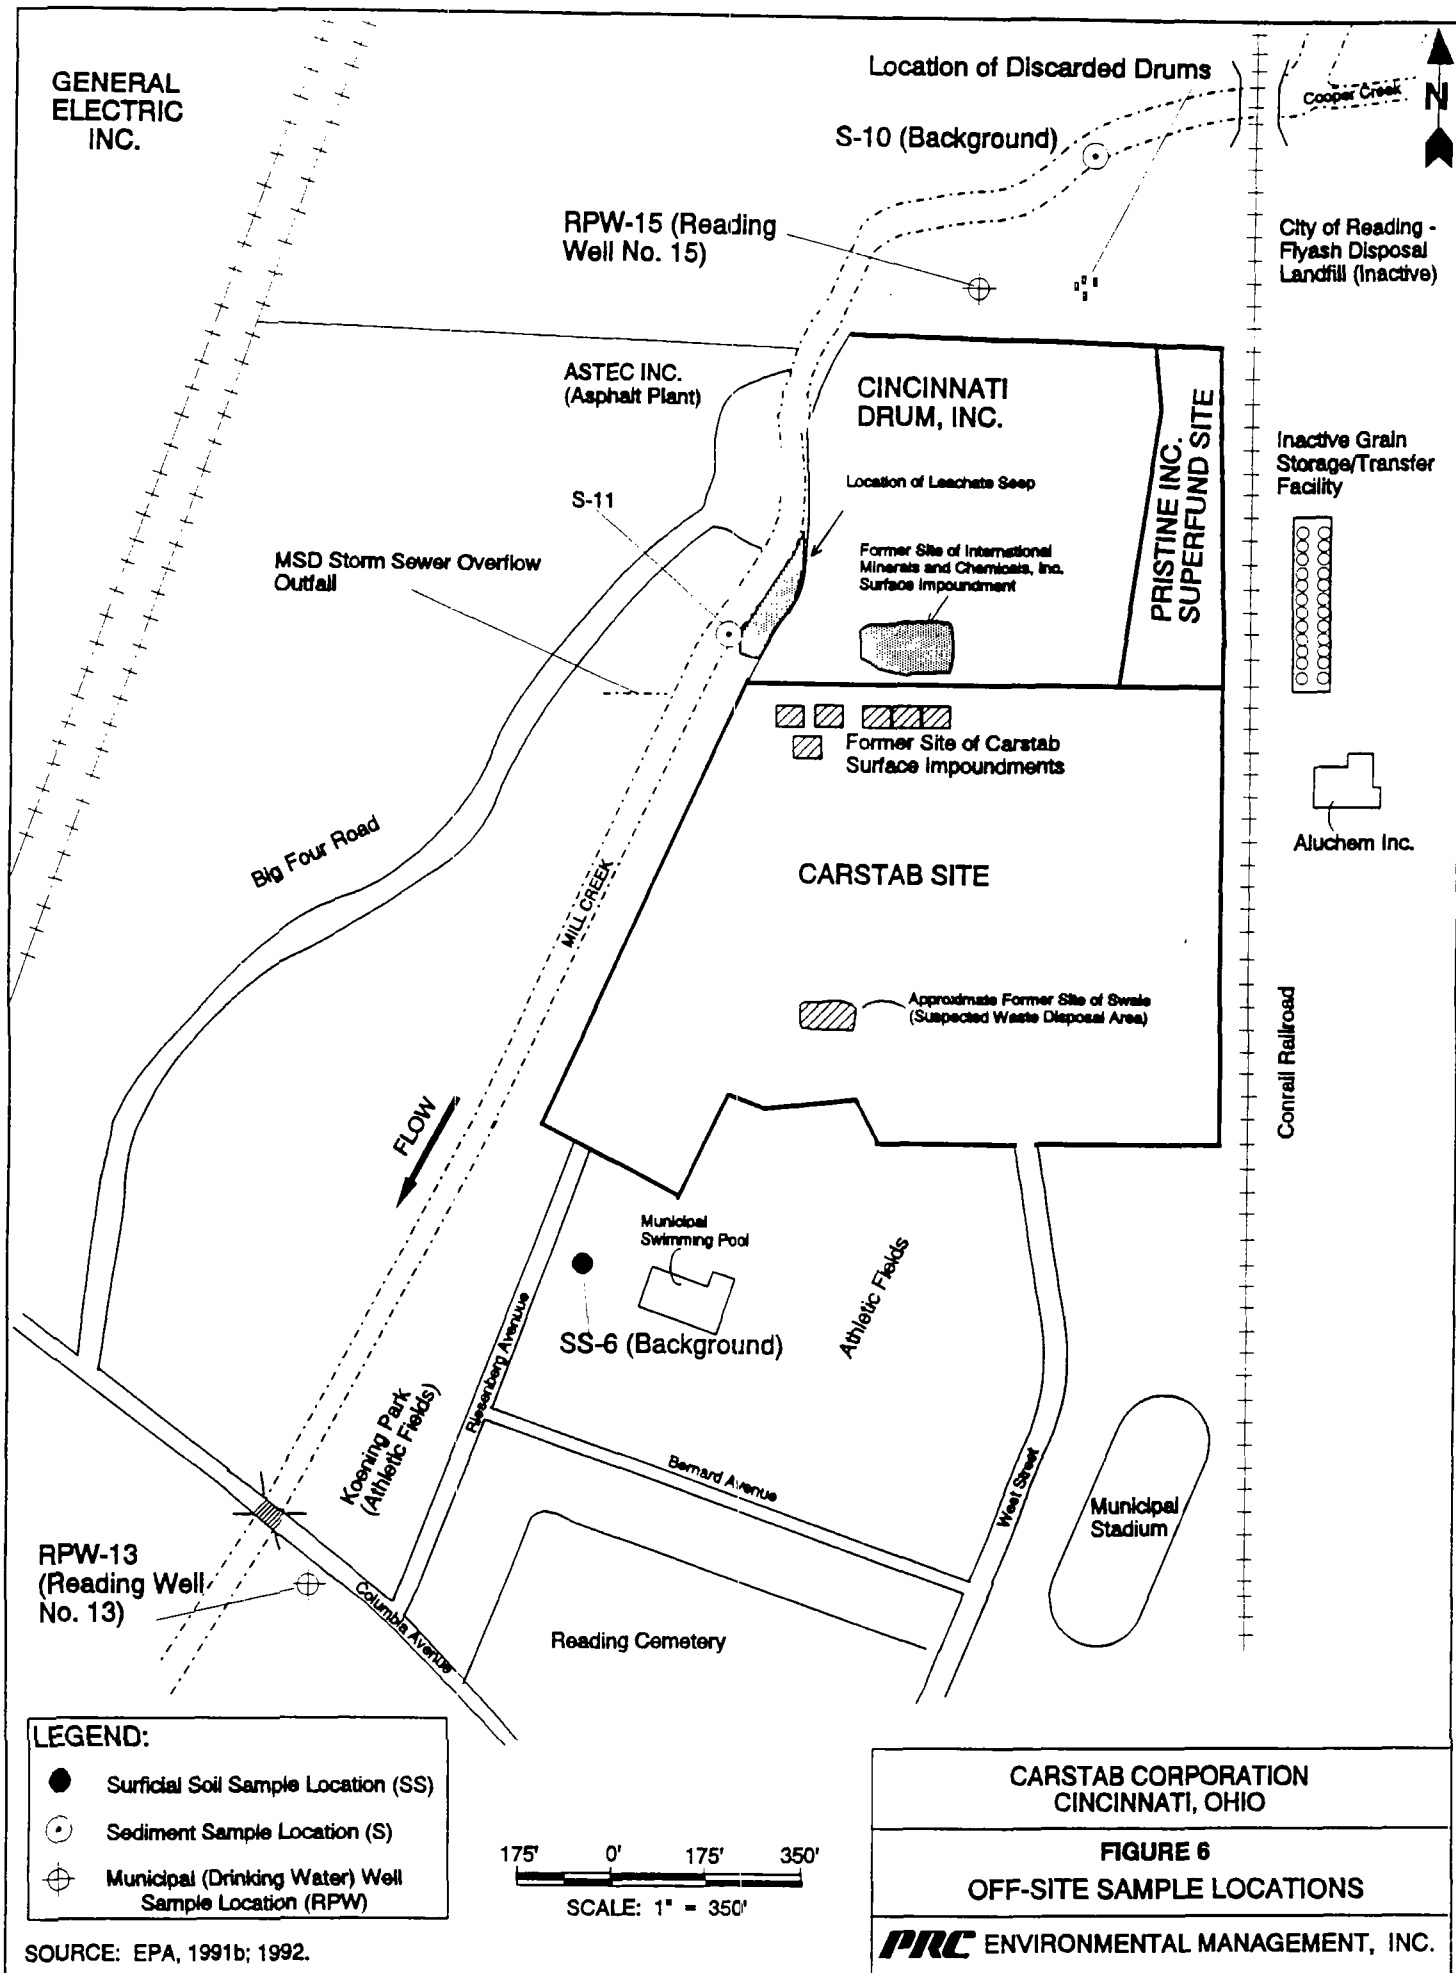 GENERAL
ELECTRIC
INC.
Location of Discarded Drums
Cooper Creek
N
S-10 (Background)
RPW-15 (Reading
Well No. 15)
City of Reading -
Flyash Disposal
Landfill (Inactive)
ASTEC INC.
(Asphalt Plant)
CINCINNATI
DRUM, INC.
PRISTINE INC.
SUPERFUND SITE
Inactive Grain
Storage/Transfer
Facility
Location of Leachate Seep
S-11
Former Site of International
Minerals and Chemicals, Inc.
Surface Impoundment
MSD Storm Sewer Overflow
Outfall
Former Site of Carstab
Surface Impoundments
Aluchem Inc.
Big Four Road
MILL CREEK
CARSTAB SITE
Approximate Former Site of Swale
(Suspected Waste Disposal Area)
Conrail Railroad
FLOW
Municipal
Swimming Pool
Athletic Fields
SS-6 (Background)
Riesenberg Avenuue
Koening Park
(Athletic Fields)
Bernard Avenue
West Street
Municipal
Stadium
RPW-13
(Reading Well
No. 13)
Columbia Avenue
Reading Cemetery
LEGEND:
Surficial Soil Sample Location (SS)
Sediment Sample Location (S)
Municipal (Drinking Water) Well
Sample Location (RPW)
175' 0' 175' 350'
SCALE: 1" = 350'
SOURCE: EPA, 1991b; 1992.
CARSTAB CORPORATION
CINCINNATI, OHIO
FIGURE 6
OFF-SITE SAMPLE LOCATIONS
PRC ENVIRONMENTAL MANAGEMENT, INC.